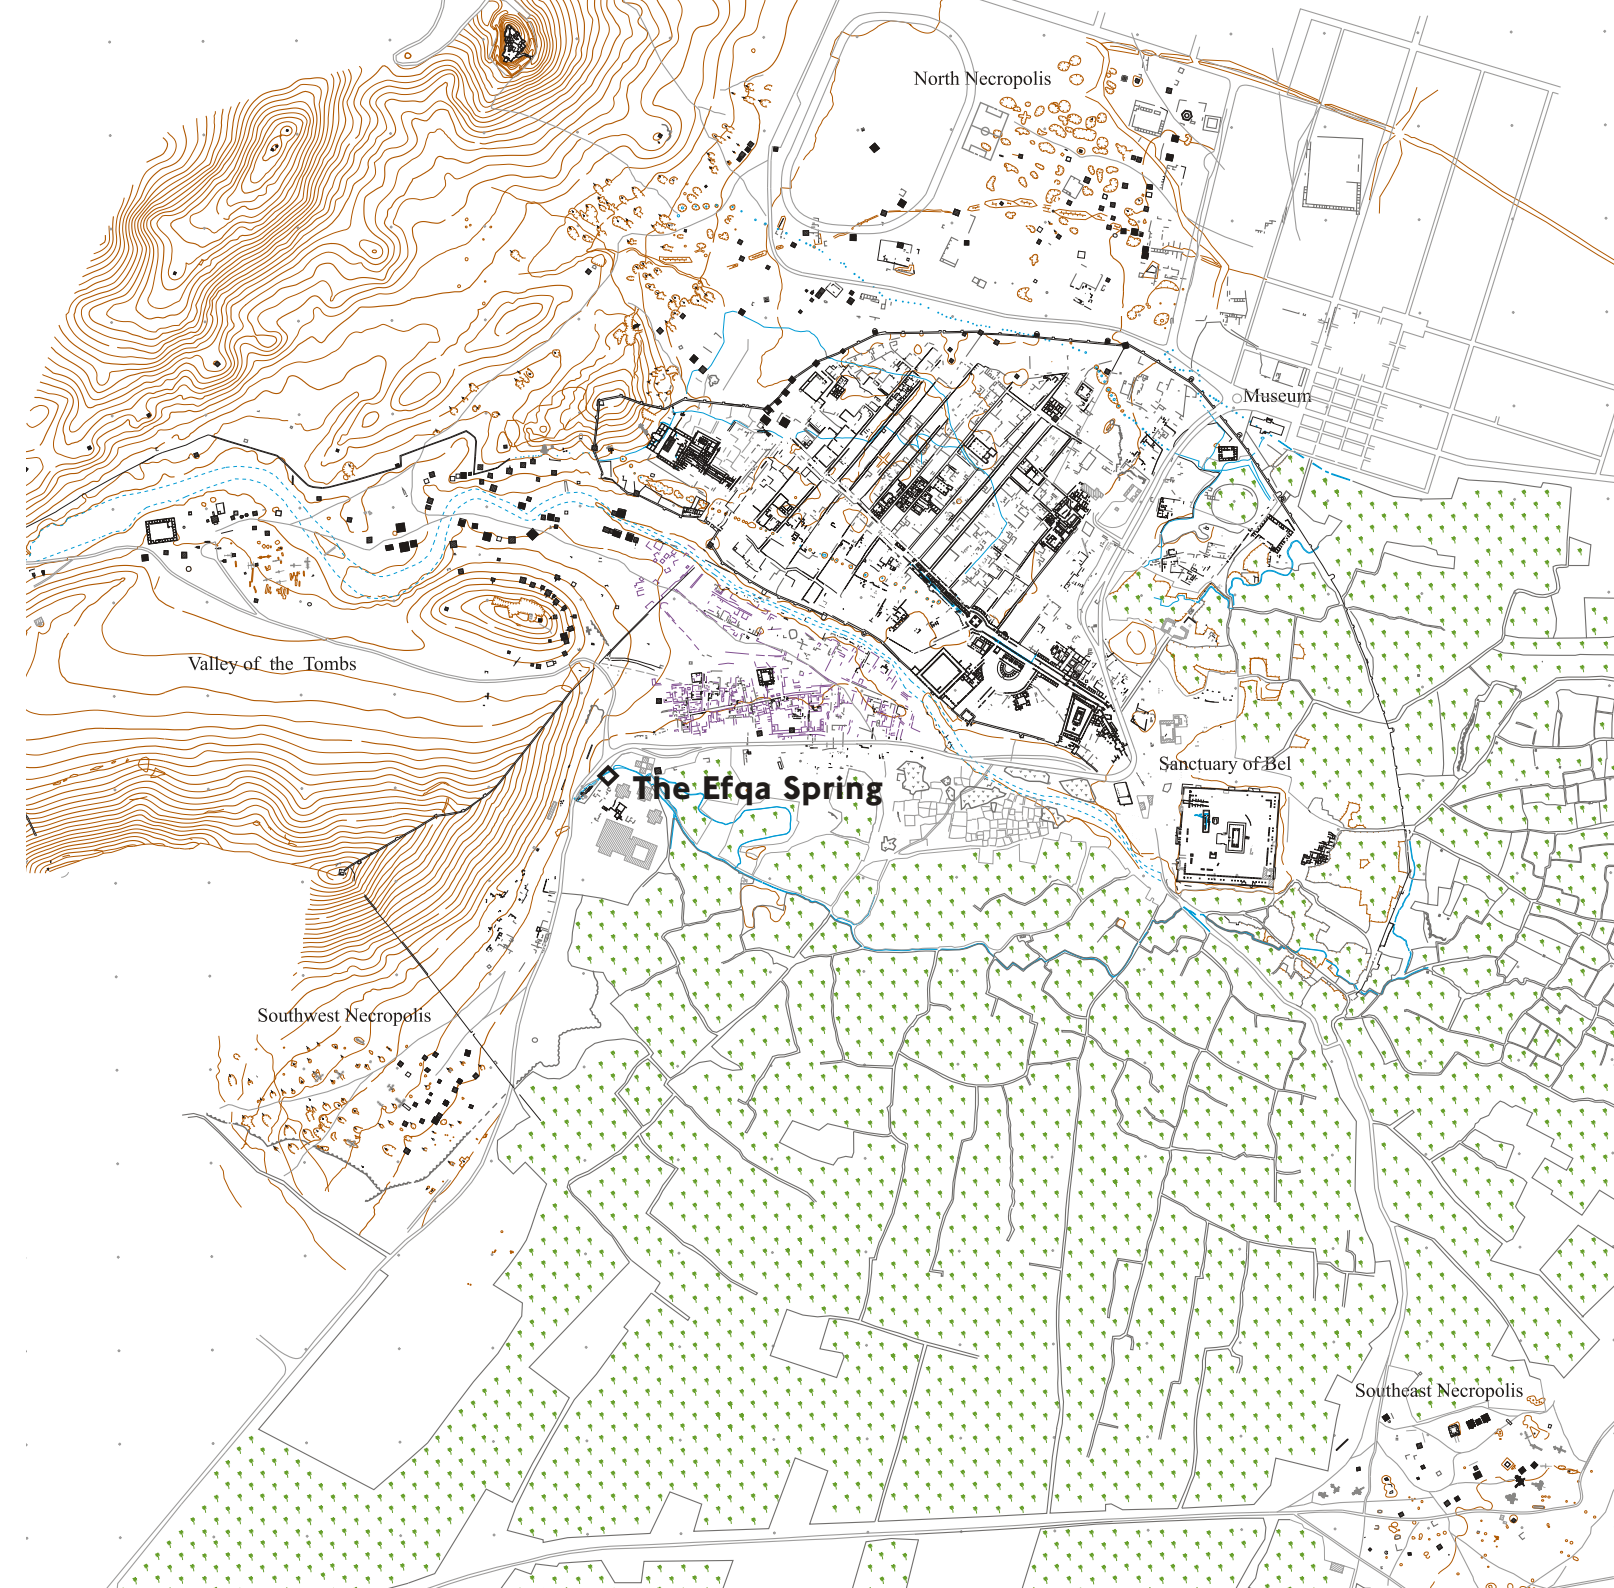 North Necropolis
Museum
Valley of the Tombs
Sanctuary of Bel
The Efqa Spring
Southwest Necropolis
Southeast Necropolis